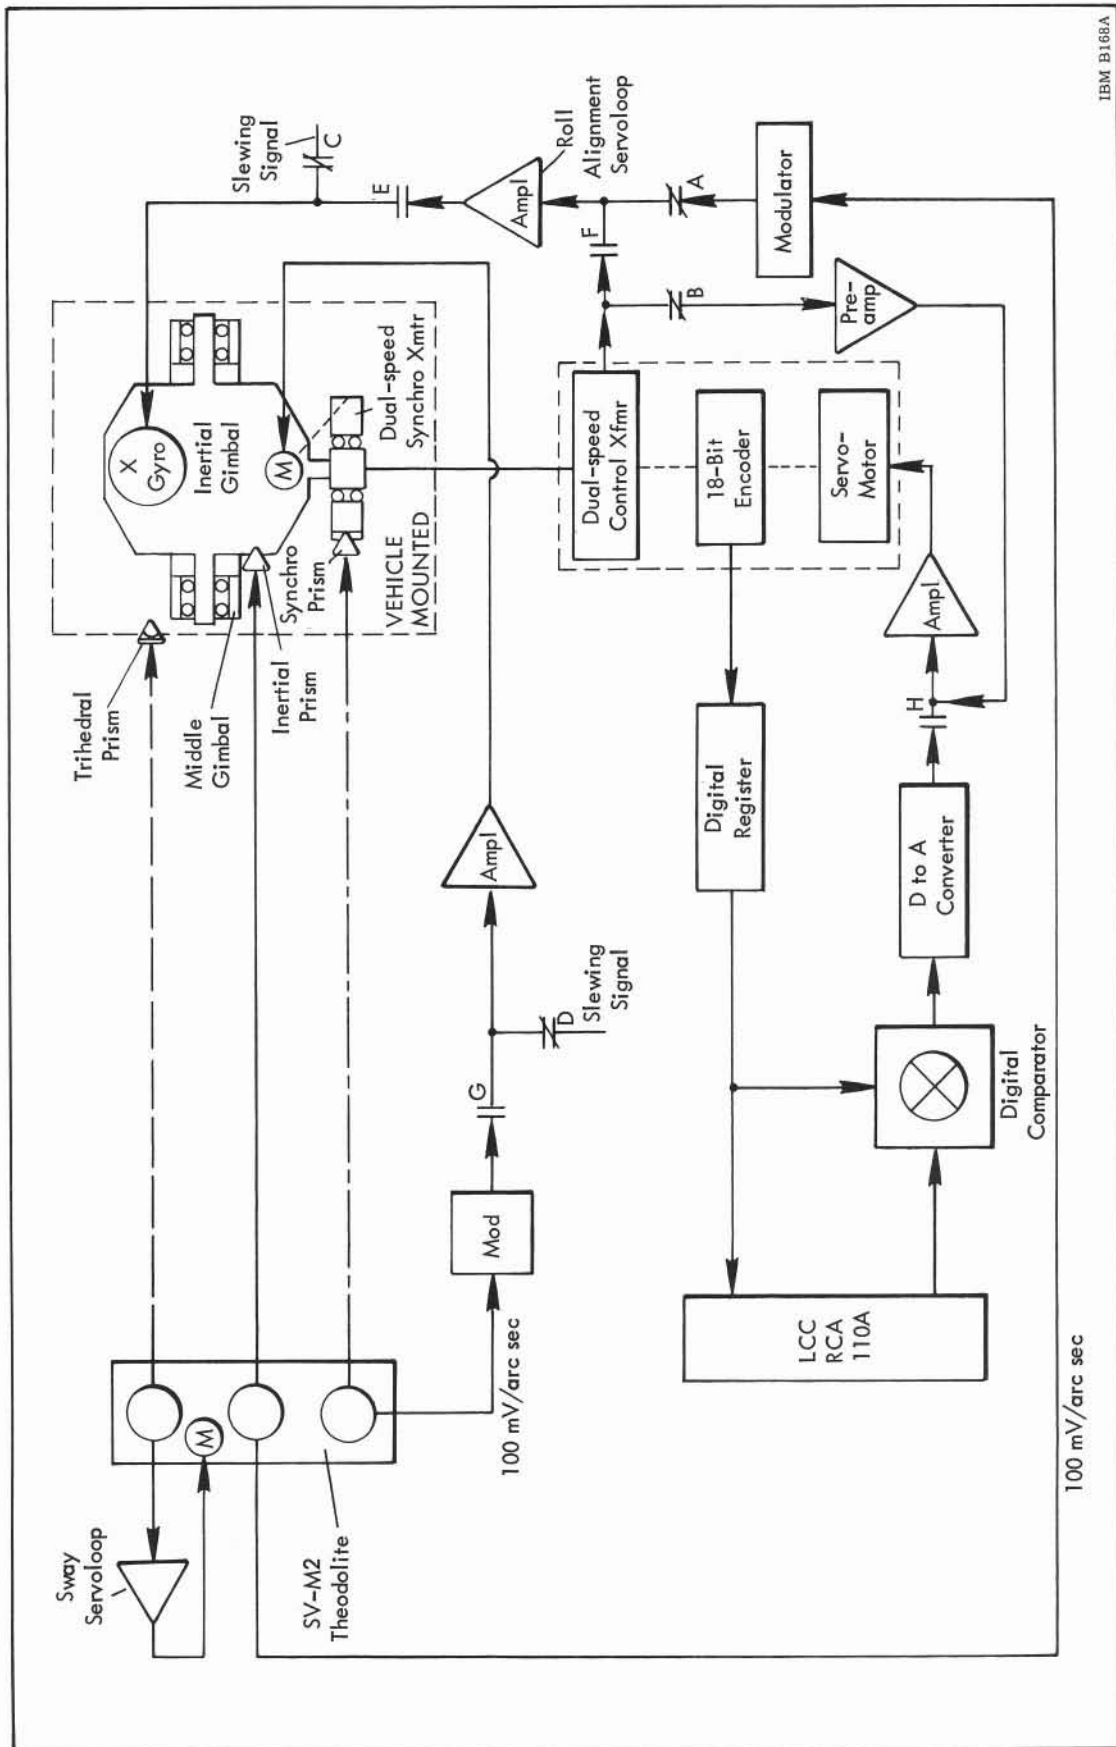 Sway
Servoloop
M
SV-M2
Theodolite
100 mV/arc sec
Mod
G
D
Slewing
Signal
Ampl
Trihedral
Prism
Middle
Gimbal
Inertial
Prism
Synchro
Prism
VEHICLE
MOUNTED
X
Gyro
Inertial
Gimbal
M
Dual-speed
Synchro Xmtr
Slewing
Signal
C
E
Ampl
Roll
Alignment
Servoloop
F
A
B
Modulator
Pre-
amp
Dual-speed
Control Xfmr
18-Bit
Encoder
Servo-
Motor
Ampl
H
Digital
Register
D to A
Converter
Digital
Comparator
LCC
RCA
110A
100 mV/arc sec
IBM B168A